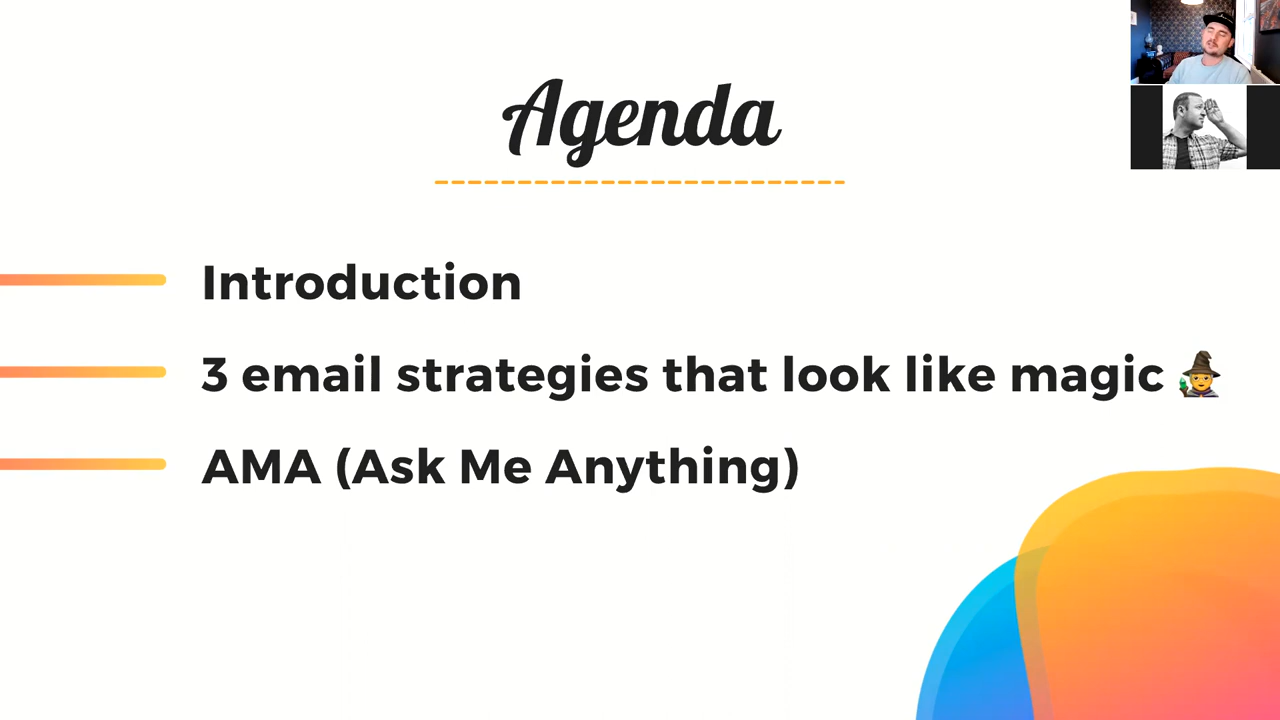 Agenda
Introduction
3 email strategies that look like magic 🧙
AMA (Ask Me Anything)